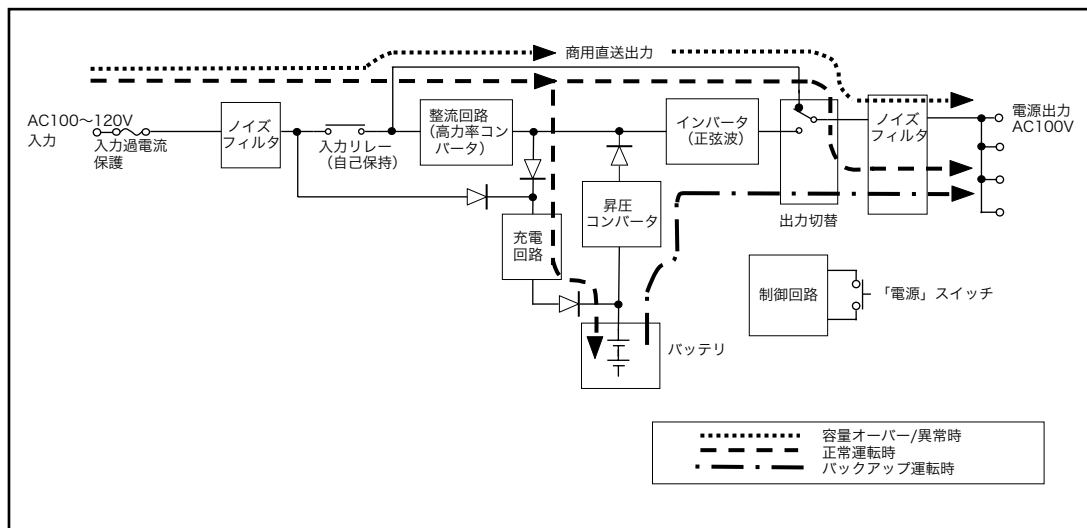 商用直送出力
AC100～120V
入力
入力過電流
保護
ノイズ
フィルタ
入力リレー
（自己保持）
整流回路
（高力率コン
バータ）
インバータ
（正弦波）
ノイズ
フィルタ
電源出力
AC100V
充電
回路
昇圧
コンバータ
出力切替
制御回路
「電源」スイッチ
バッテリ
容量オーバー/異常時
正常運転時
バックアップ運転時